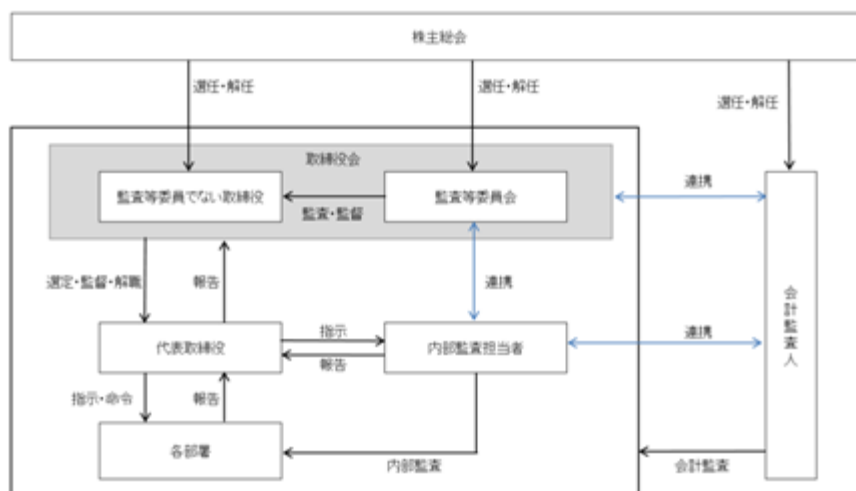 株主総会
選任・解任
選任・解任
選任・解任
取締役会
監査等委員でない取締役
監査等委員会
監査・監督
連携
選定・監督・解職
報告
連携
会計監査人
代表取締役
指示
報告
内部監査担当者
連携
指示・命令
報告
各部署
内部監査
会計監査